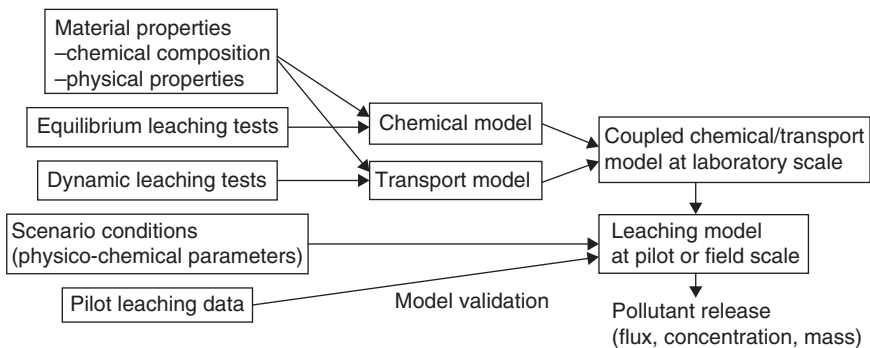 Material properties
–chemical composition
–physical properties
Equilibrium leaching tests
Chemical model
Coupled chemical/transport
model at laboratory scale
Dynamic leaching tests
Transport model
Scenario conditions
(physico-chemical parameters)
Leaching model
at pilot or field scale
Pilot leaching data
Model validation
Pollutant release
(flux, concentration, mass)